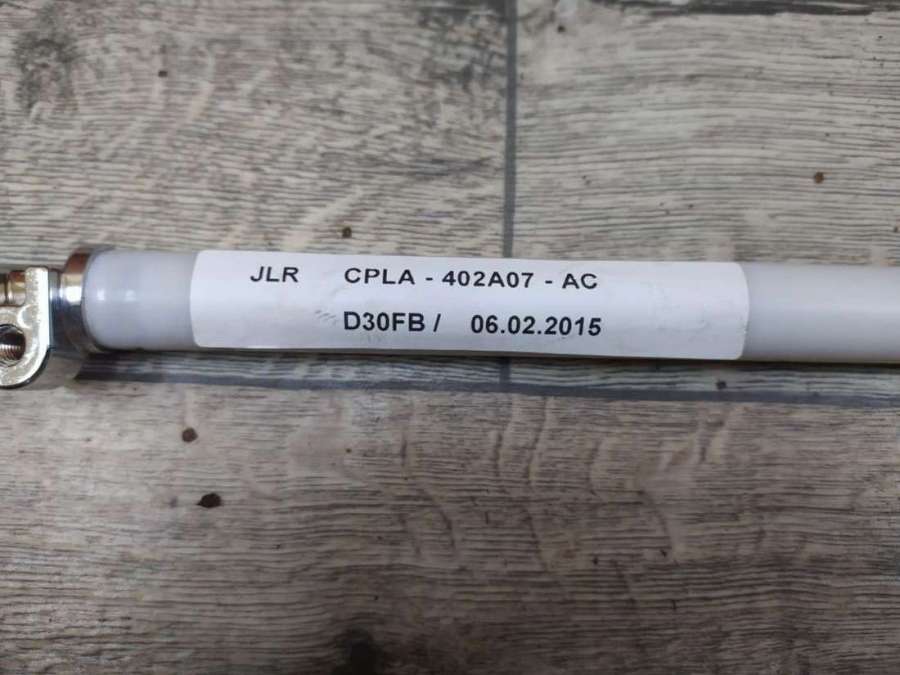 JLR CPLA - 402A07 - AC
D30FB / 06.02.2015